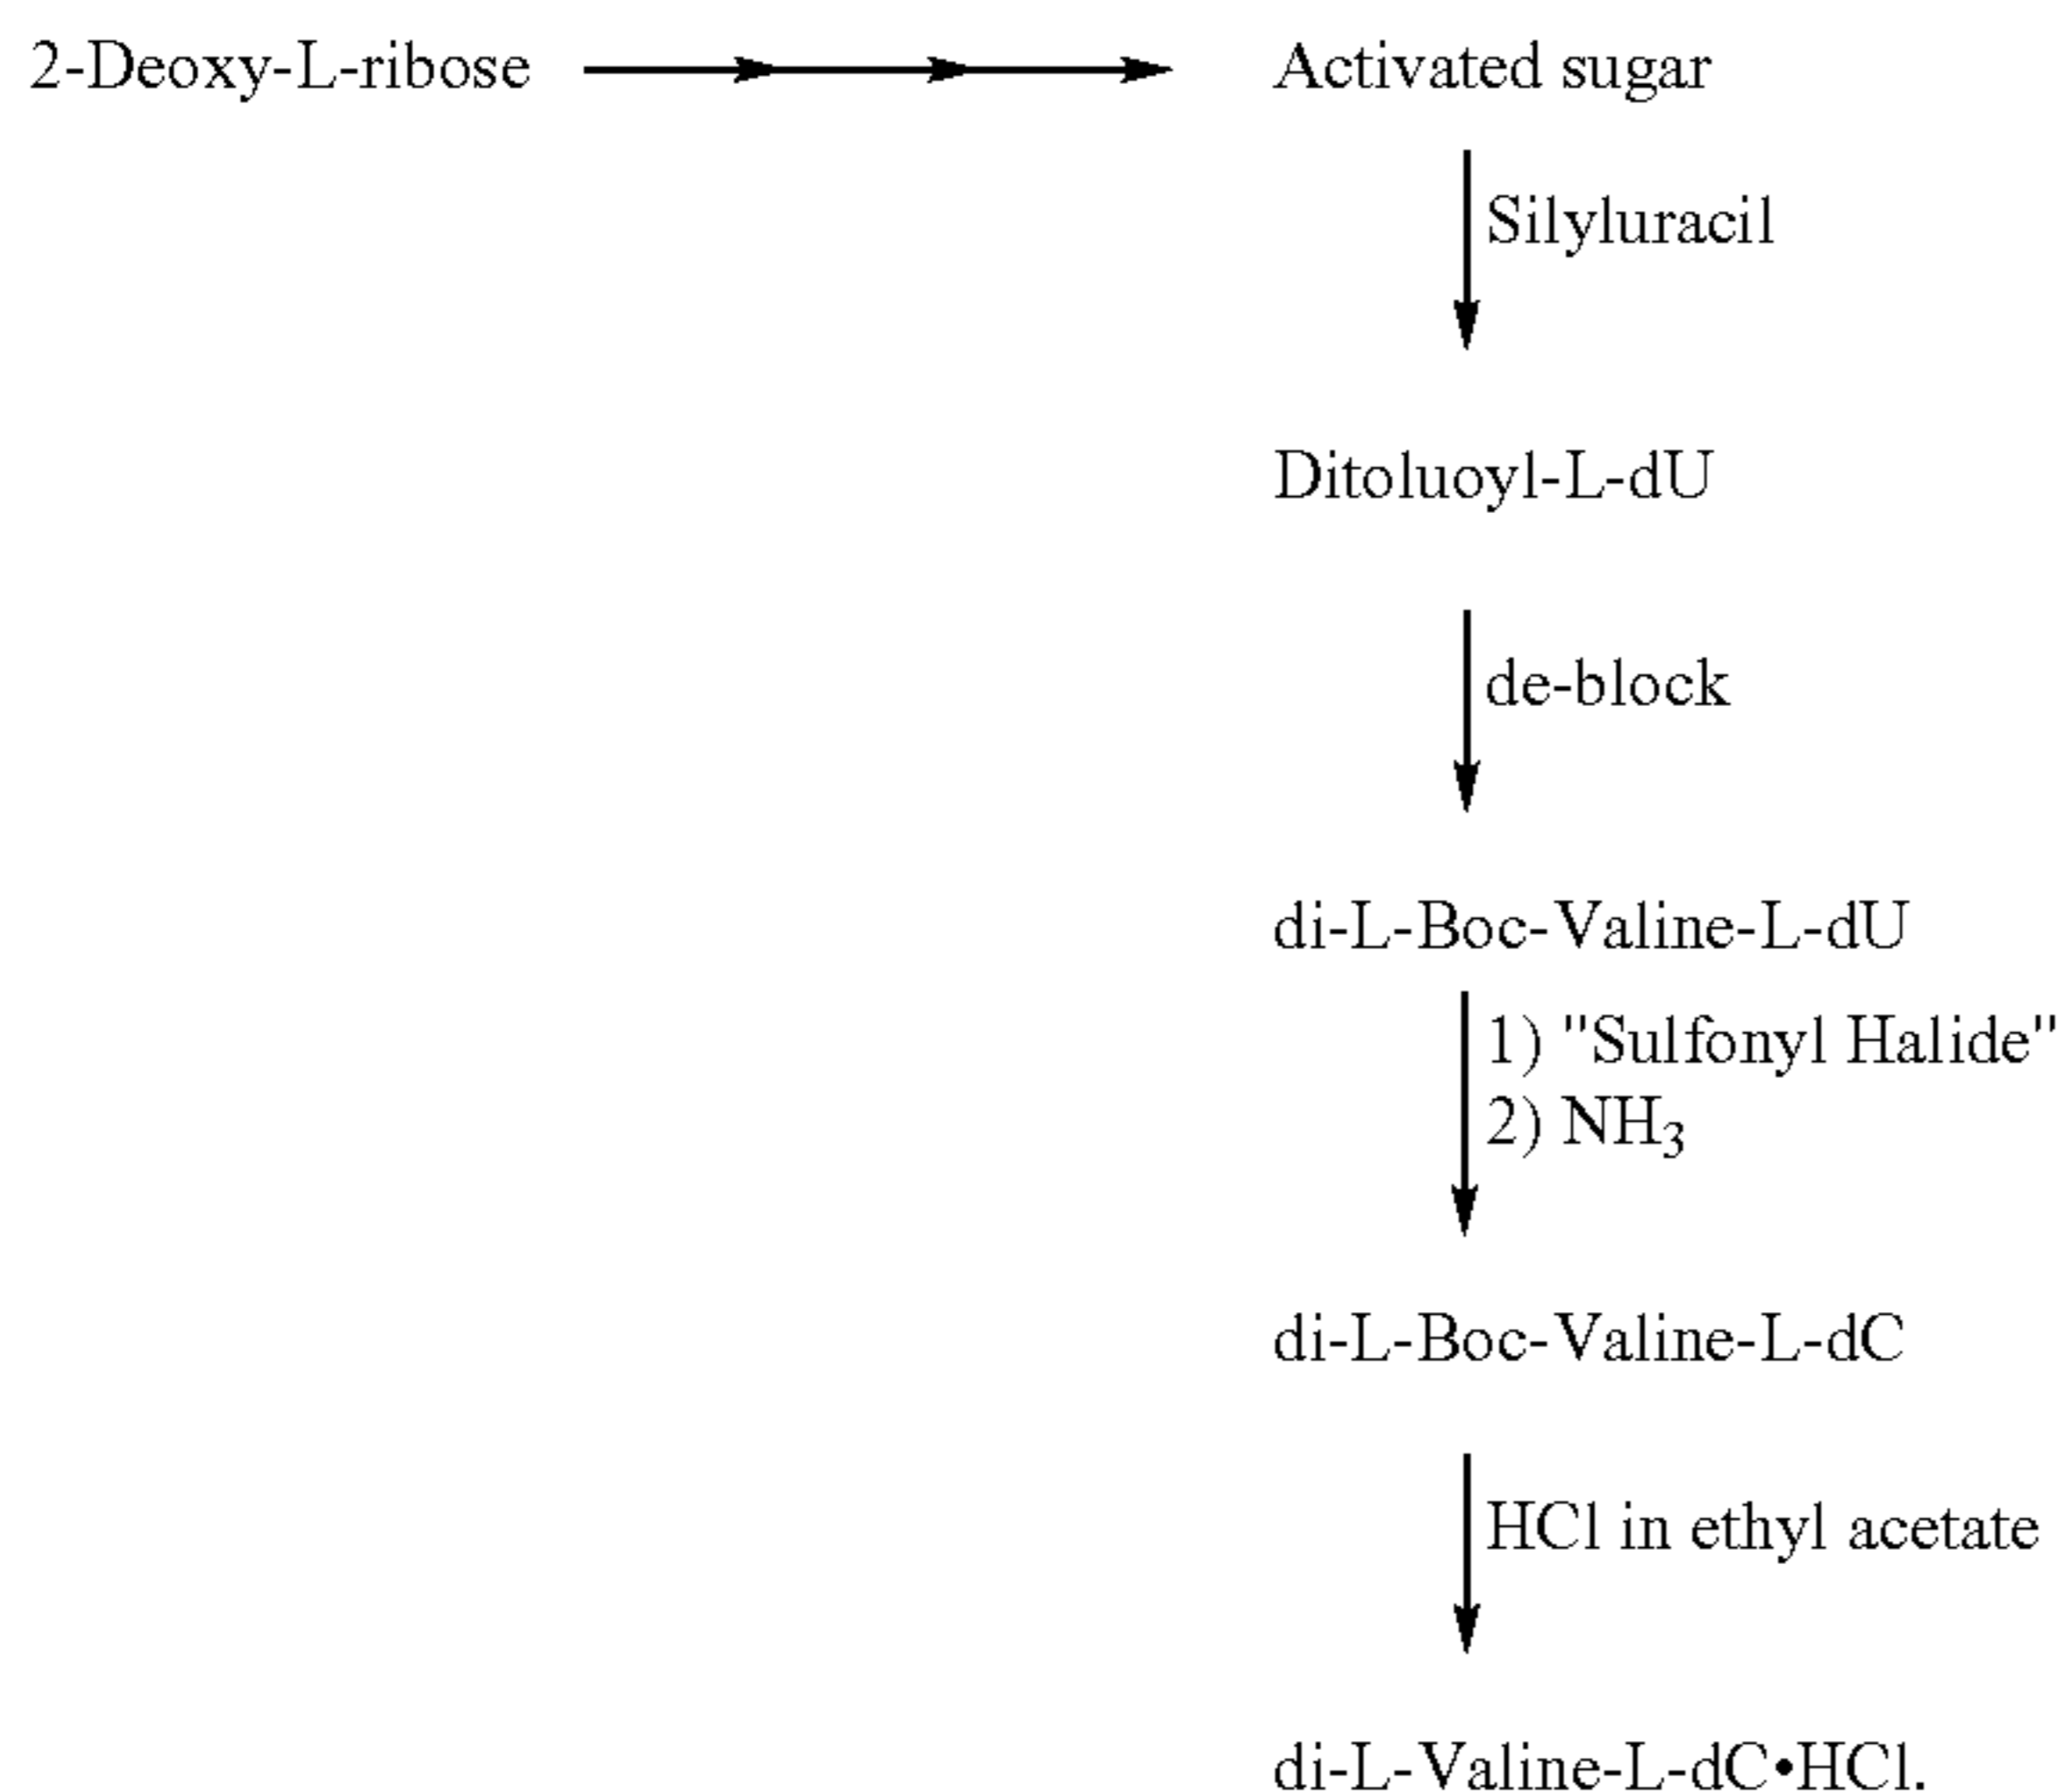 2-Deoxy-L-ribose
Activated sugar
Silyluracil
Ditoluoyl-L-dU
de-block
di-L-Boc-Valine-L-dU
1) "Sulfonyl Halide"
2) NH₃
di-L-Boc-Valine-L-dC
HCl in ethyl acetate
di-L-Valine-L-dC•HCl.